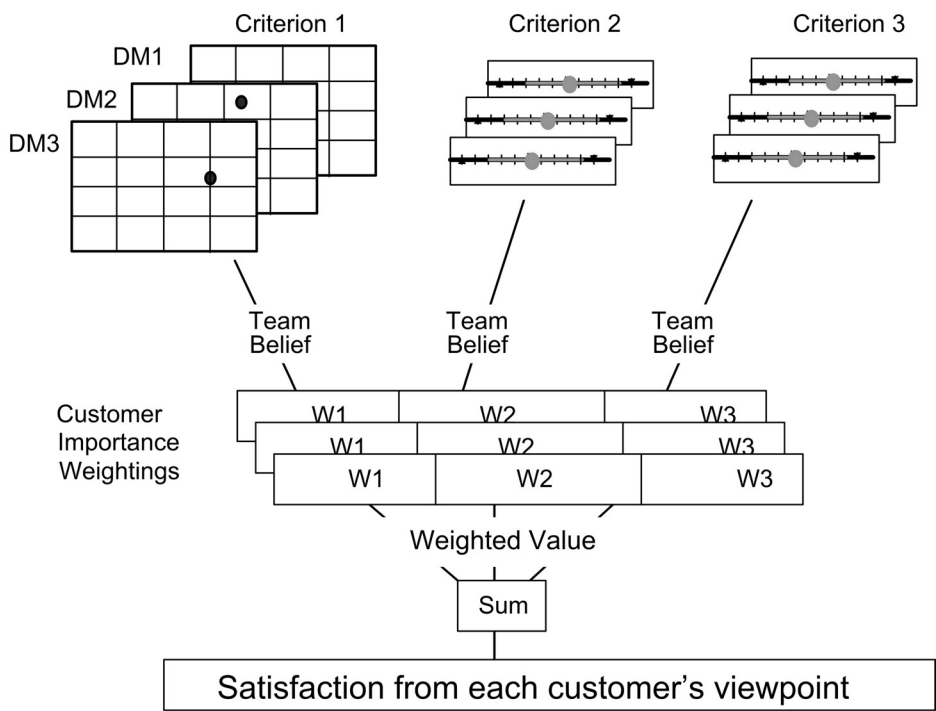 Criterion 1
Criterion 2
Criterion 3
DM1
DM2
DM3
Team
Belief
Team
Belief
Team
Belief
Customer
Importance
Weightings
W1
W2
W3
W1
W2
W3
W1
W2
W3
Weighted Value
Sum
Satisfaction from each customer’s viewpoint